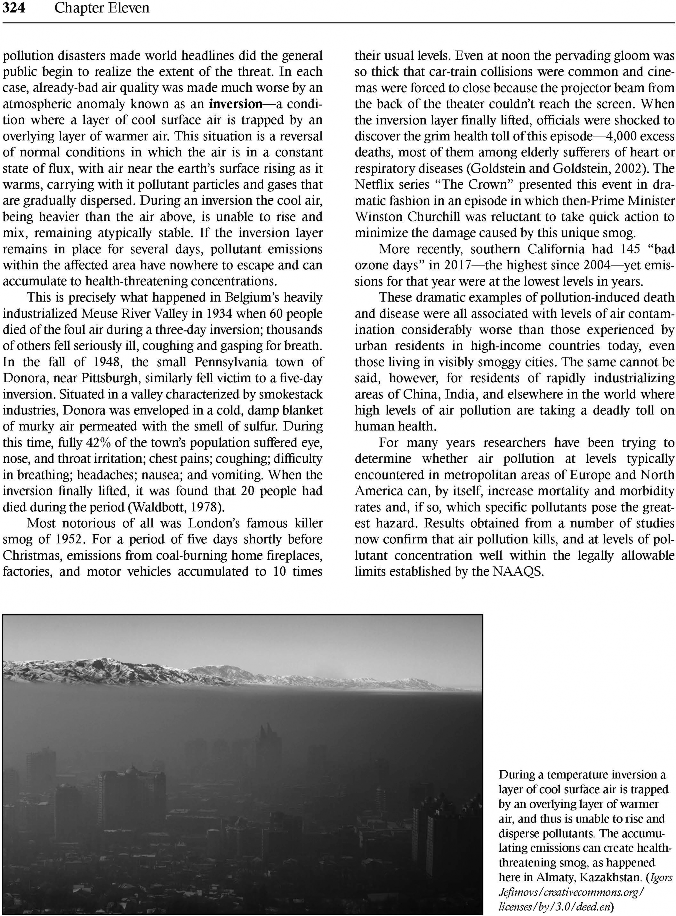 324 Chapter Eleven
pollution disasters made world headlines did the general
public begin to realize the extent of the threat. In each
case, already-bad air quality was made much worse by an
atmospheric anomaly known as an inversion—a condi-
tion where a layer of cool surface air is trapped by an
overlying layer of warmer air. This situation is a reversal
of normal conditions in which the air is in a constant
state of flux, with air near the earth's surface rising as it
warms, carrying with it pollutant particles and gases that
are gradually dispersed. During an inversion the cool air,
being heavier than the air above, is unable to rise and
mix, remaining atypically stable. If the inversion layer
remains in place for several days, pollutant emissions
within the affected area have nowhere to escape and can
accumulate to health-threatening concentrations.
This is precisely what happened in Belgium's heavily
industrialized Meuse River Valley in 1934 when 60 people
died of the foul air during a three-day inversion; thousands
of others fell seriously ill, coughing and gasping for breath.
In the fall of 1948, the small Pennsylvania town of
Donora, near Pittsburgh, similarly fell victim to a five-day
inversion. Situated in a valley characterized by smokestack
industries, Donora was enveloped in a cold, damp blanket
of murky air permeated with the smell of sulfur. During
this time, fully 42% of the town's population suffered eye,
nose, and throat irritation; chest pains; coughing; difficulty
in breathing; headaches; nausea; and vomiting. When the
inversion finally lifted, it was found that 20 people had
died during the period (Waldbott, 1978).
Most notorious of all was London's famous killer
smog of 1952. For a period of five days shortly before
Christmas, emissions from coal-burning home fireplaces,
factories, and motor vehicles accumulated to 10 times
their usual levels. Even at noon the pervading gloom was
so thick that car-train collisions were common and cine-
mas were forced to close because the projector beam from
the back of the theater couldn't reach the screen. When
the inversion layer finally lifted, officials were shocked to
discover the grim health toll of this episode—4,000 excess
deaths, most of them among elderly sufferers of heart or
respiratory diseases (Goldstein and Goldstein, 2002). The
Netflix series "The Crown" presented this event in dra-
matic fashion in an episode in which then-Prime Minister
Winston Churchill was reluctant to take quick action to
minimize the damage caused by this unique smog.
More recently, southern California had 145 "bad
ozone days" in 2017—the highest since 2004—yet emis-
sions for that year were at the lowest levels in years.
These dramatic examples of pollution-induced death
and disease were all associated with levels of air contam-
ination considerably worse than those experienced by
urban residents in high-income countries today, even
those living in visibly smoggy cities. The same cannot be
said, however, for residents of rapidly industrializing
areas of China, India, and elsewhere in the world where
high levels of air pollution are taking a deadly toll on
human health.
For many years researchers have been trying to
determine whether air pollution at levels typically
encountered in metropolitan areas of Europe and North
America can, by itself, increase mortality and morbidity
rates and, if so, which specific pollutants pose the great-
est hazard. Results obtained from a number of studies
now confirm that air pollution kills, and at levels of pol-
lutant concentration well within the legally allowable
limits established by the NAAQS.
During a temperature inversion a
layer of cool surface air is trapped
by an overlying layer of warmer
air, and thus is unable to rise and
disperse pollutants. The accumu-
lating emissions can create health-
threatening smog, as happened
here in Almaty, Kazakhstan. (Igors
Jefimovs/creativecommons.org/
licenses/by/3.0/deed.en)